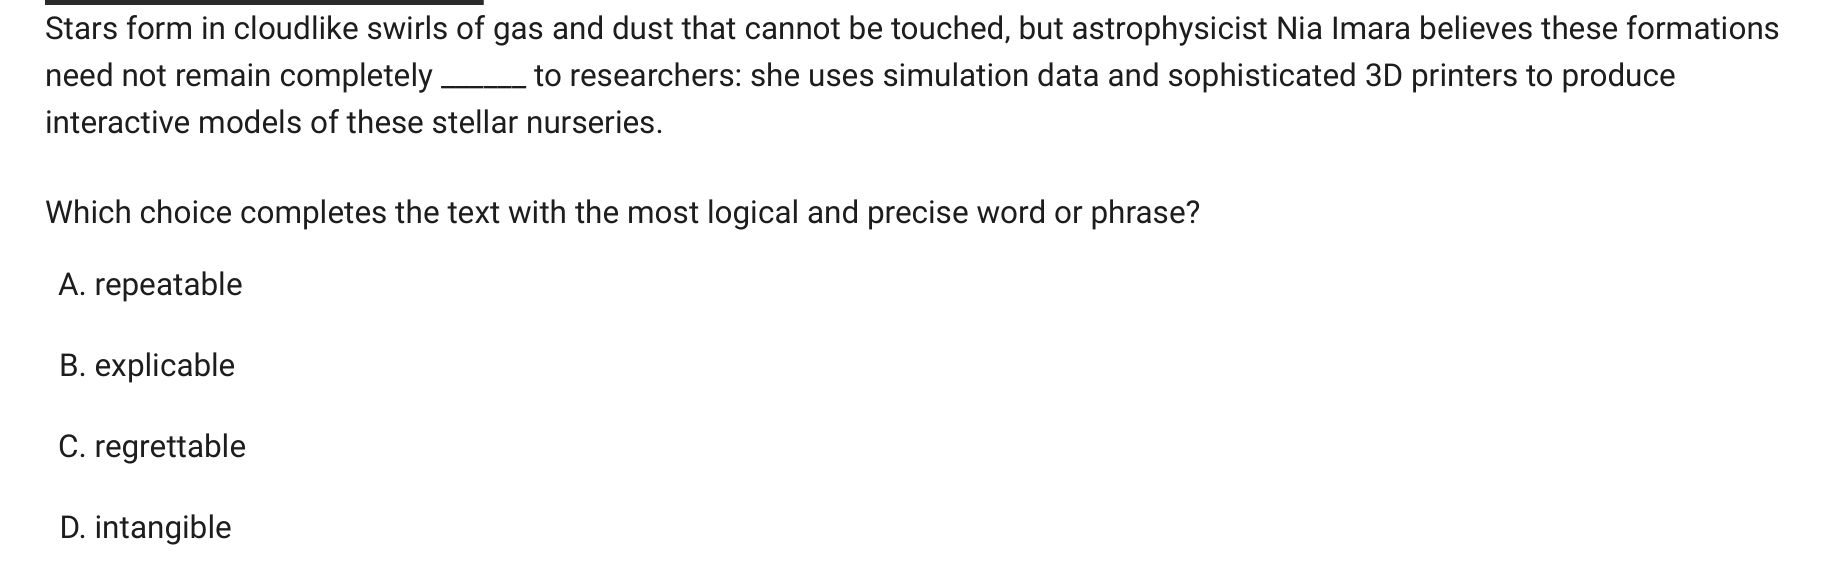 Stars form in cloudlike swirls of gas and dust that cannot be touched, but astrophysicist Nia Imara believes these formations
need not remain completely ______ to researchers: she uses simulation data and sophisticated 3D printers to produce
interactive models of these stellar nurseries.
Which choice completes the text with the most logical and precise word or phrase?
A. repeatable
B. explicable
C. regrettable
D. intangible